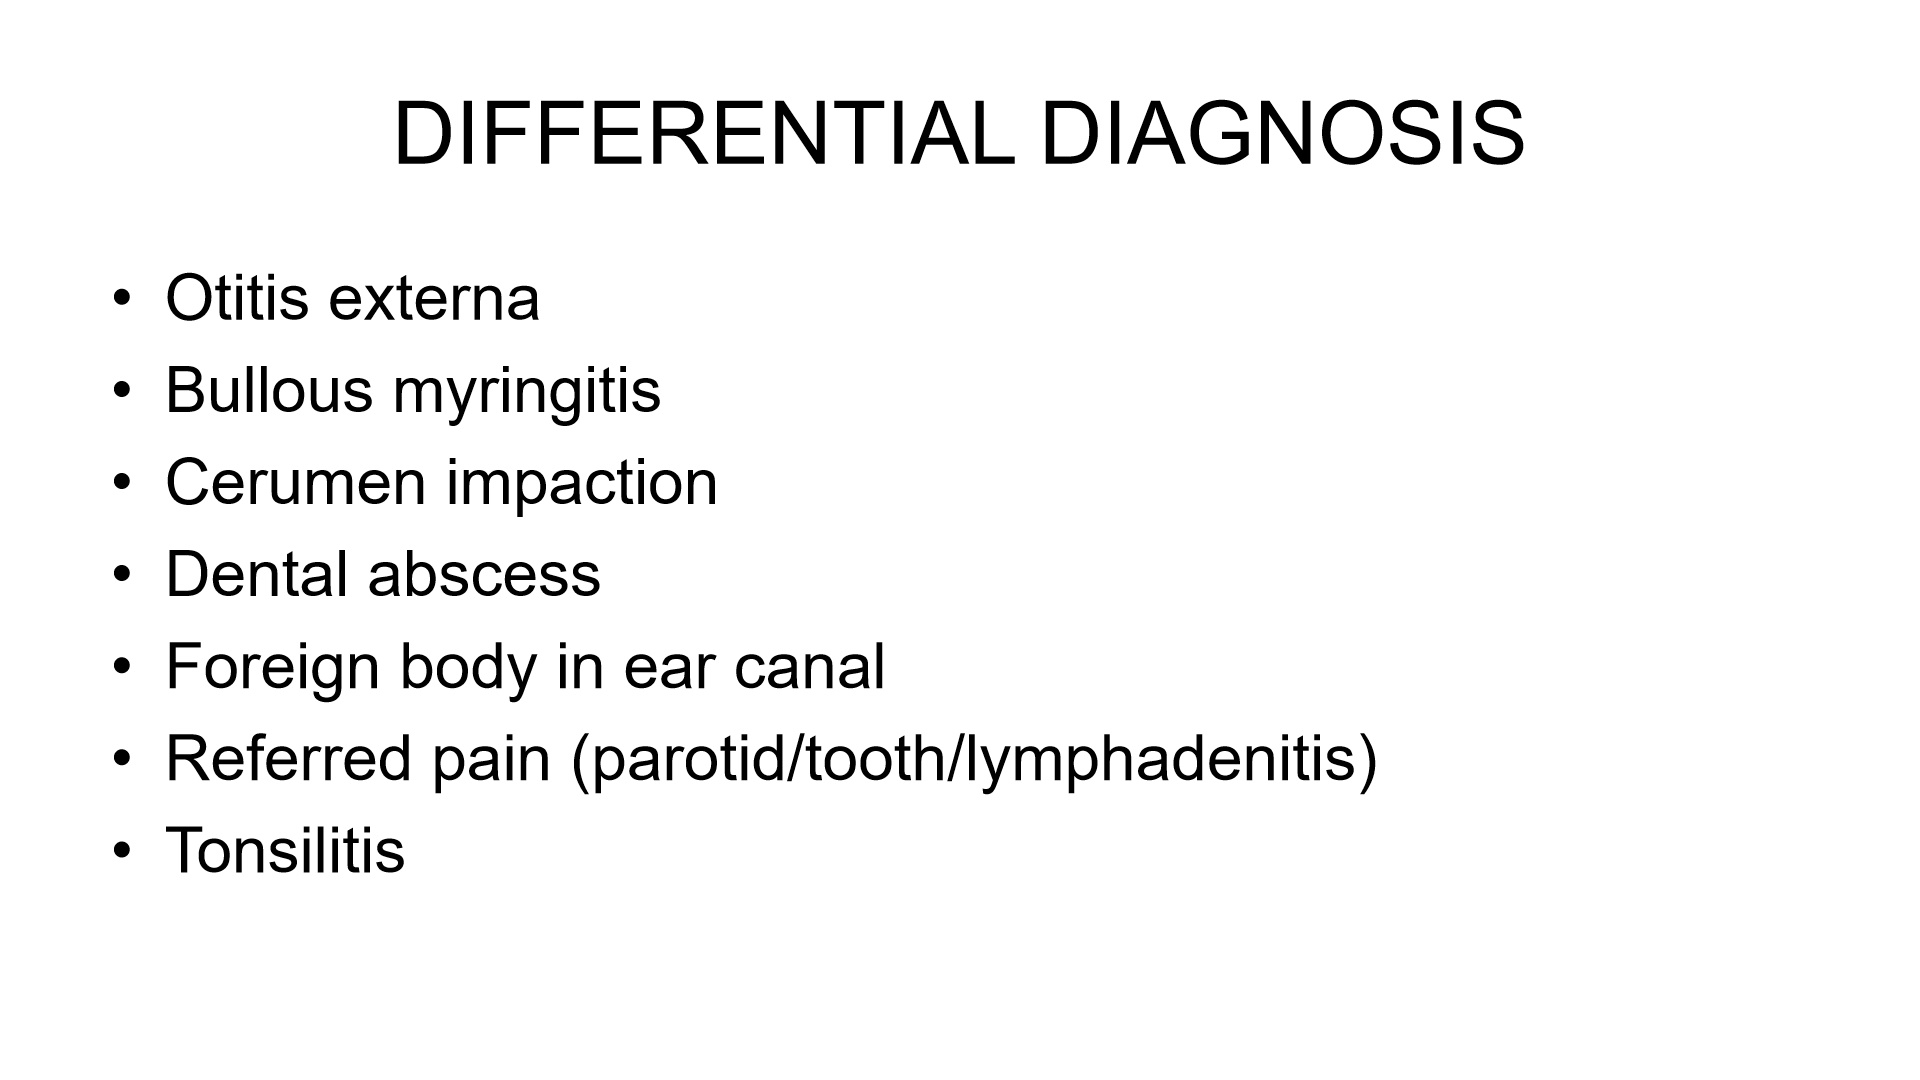 DIFFERENTIAL DIAGNOSIS
• Otitis externa
• Bullous myringitis
• Cerumen impaction
• Dental abscess
• Foreign body in ear canal
• Referred pain (parotid/tooth/lymphadenitis)
• Tonsilitis